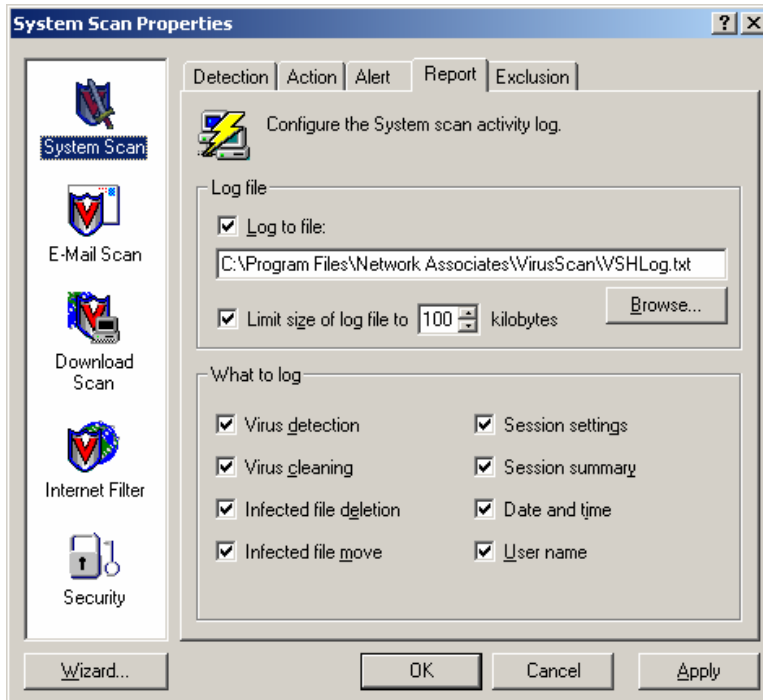 System Scan Properties
Detection
Action
Alert
Report
Exclusion
System Scan
E-Mail Scan
Download
Scan
Internet Filter
Security
Configure the System scan activity log.
Log file
Log to file:
C:\Program Files\Network Associates\VirusScan\VSHLog.txt
Limit size of log file to 100 kilobytes
Browse...
What to log
Virus detection
Session settings
Virus cleaning
Session summary
Infected file deletion
Date and time
Infected file move
User name
Wizard...
OK
Cancel
Apply